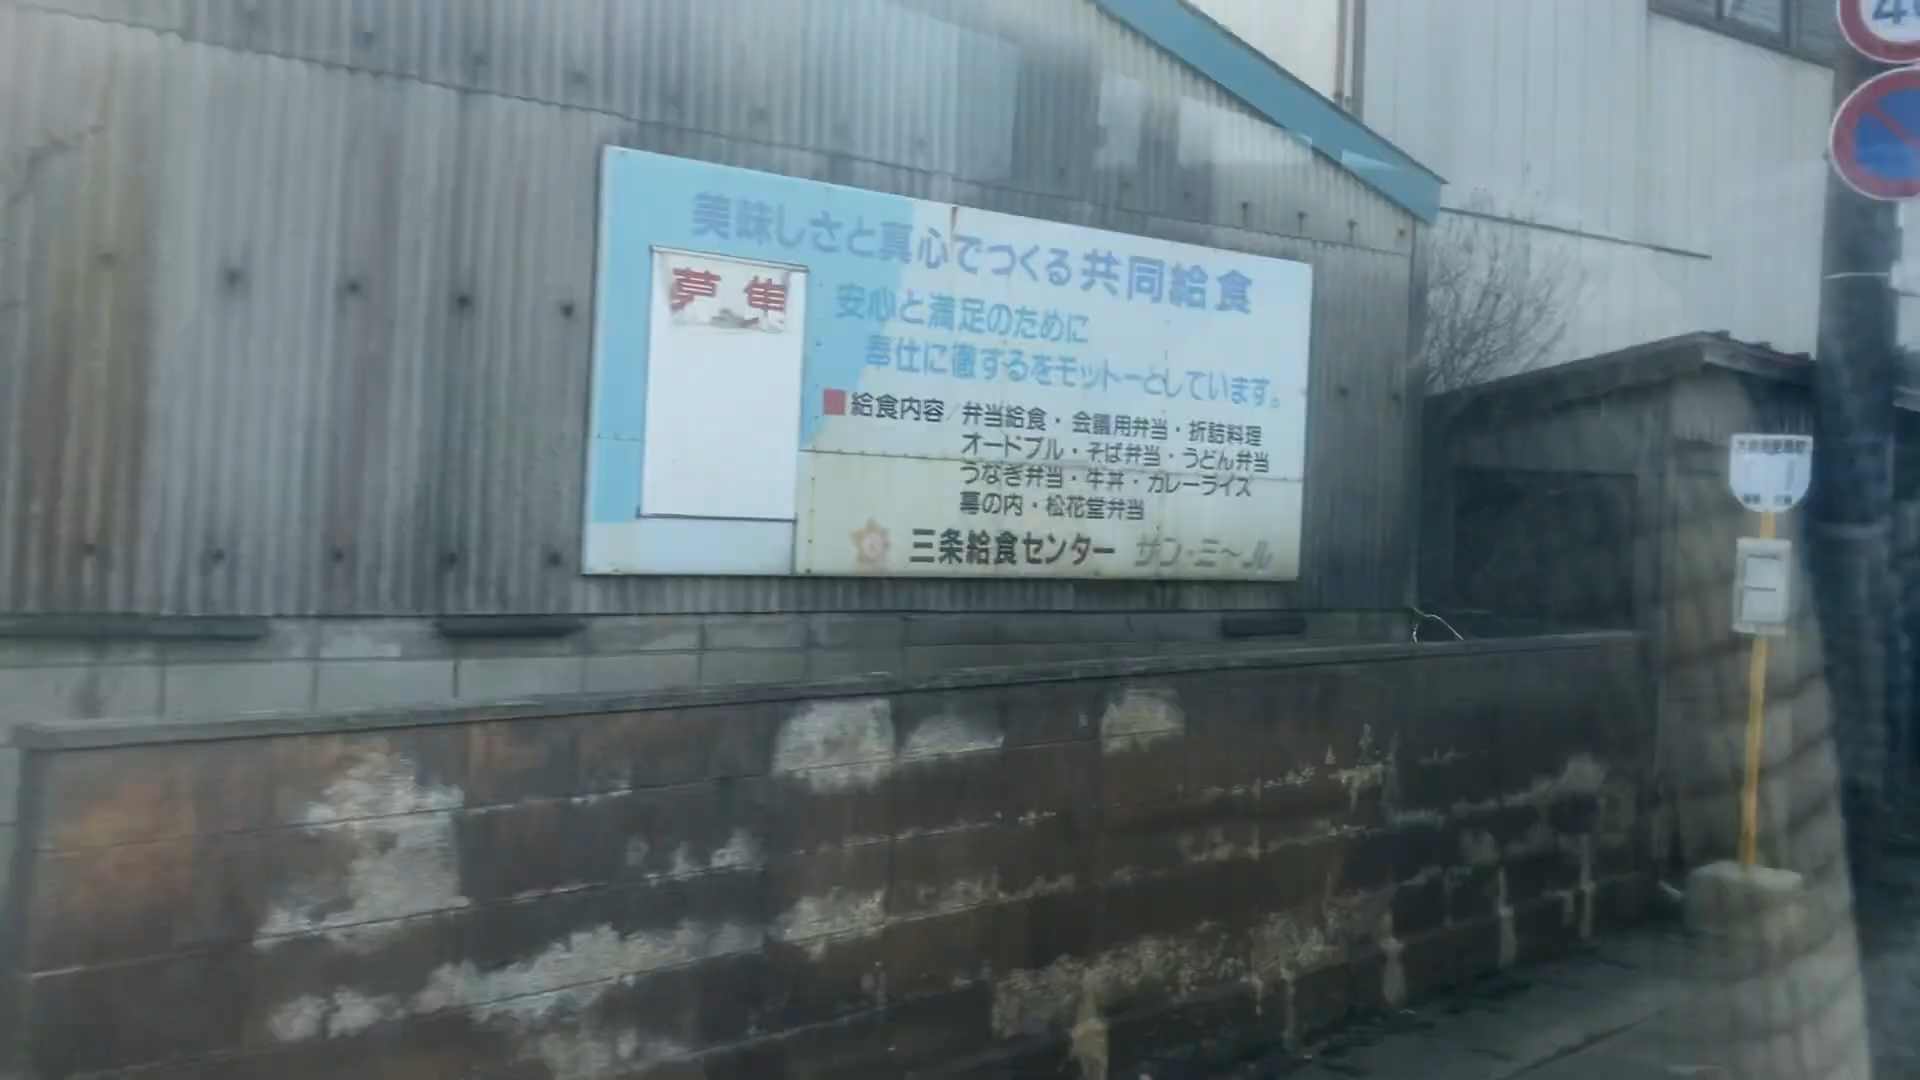 美味しさと真心でつくる共同給食
安心と満足のために
奉仕に徹するをモットーとしています。
■給食内容/弁当給食・会議用弁当・折詰料理
オードブル・そば弁当・うどん弁当
うなぎ弁当・牛丼・カレーライス
幕の内・松花堂弁当
三条給食センター サン・ミ～ル